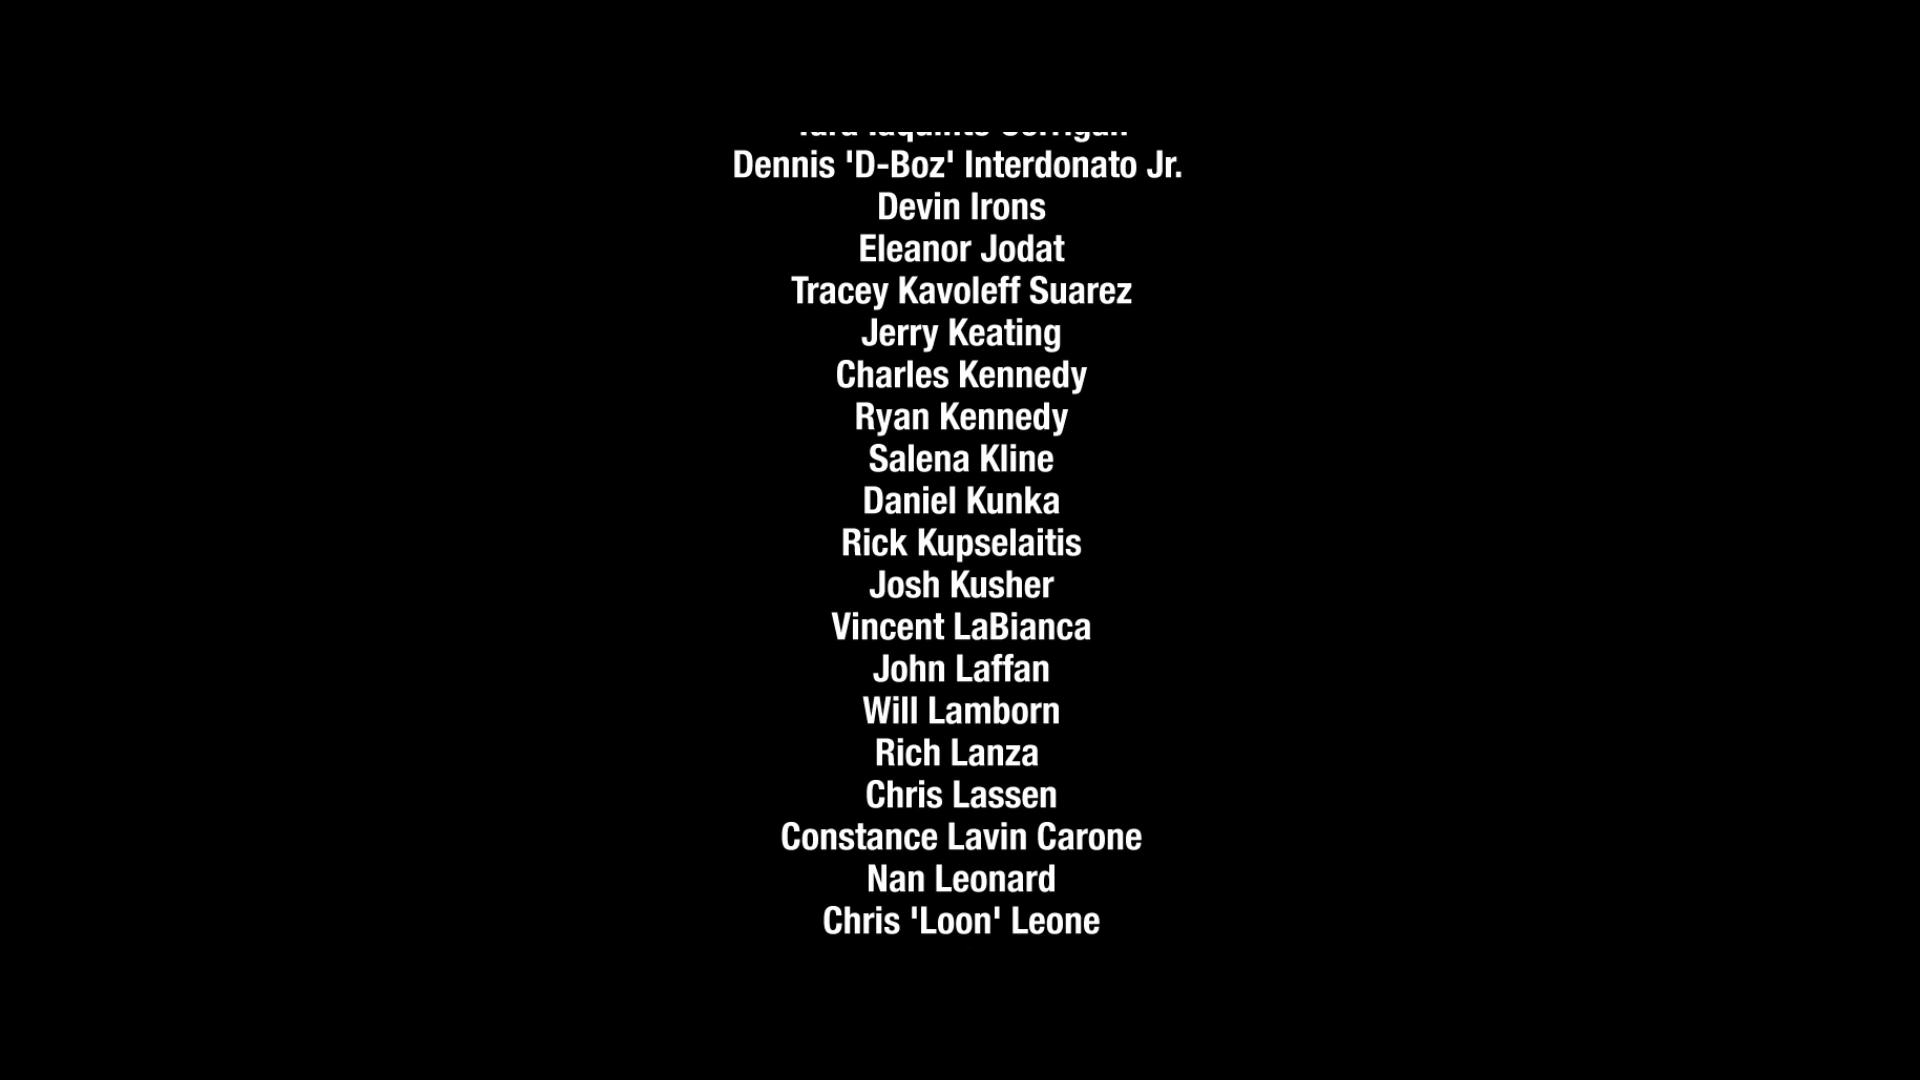 Dennis 'D-Boz' Interdonato Jr.
Devin Irons
Eleanor Jodat
Tracey Kavoleff Suarez
Jerry Keating
Charles Kennedy
Ryan Kennedy
Salena Kline
Daniel Kunka
Rick Kupselaitis
Josh Kusher
Vincent LaBianca
John Laffan
Will Lamborn
Rich Lanza
Chris Lassen
Constance Lavin Carone
Nan Leonard
Chris 'Loon' Leone